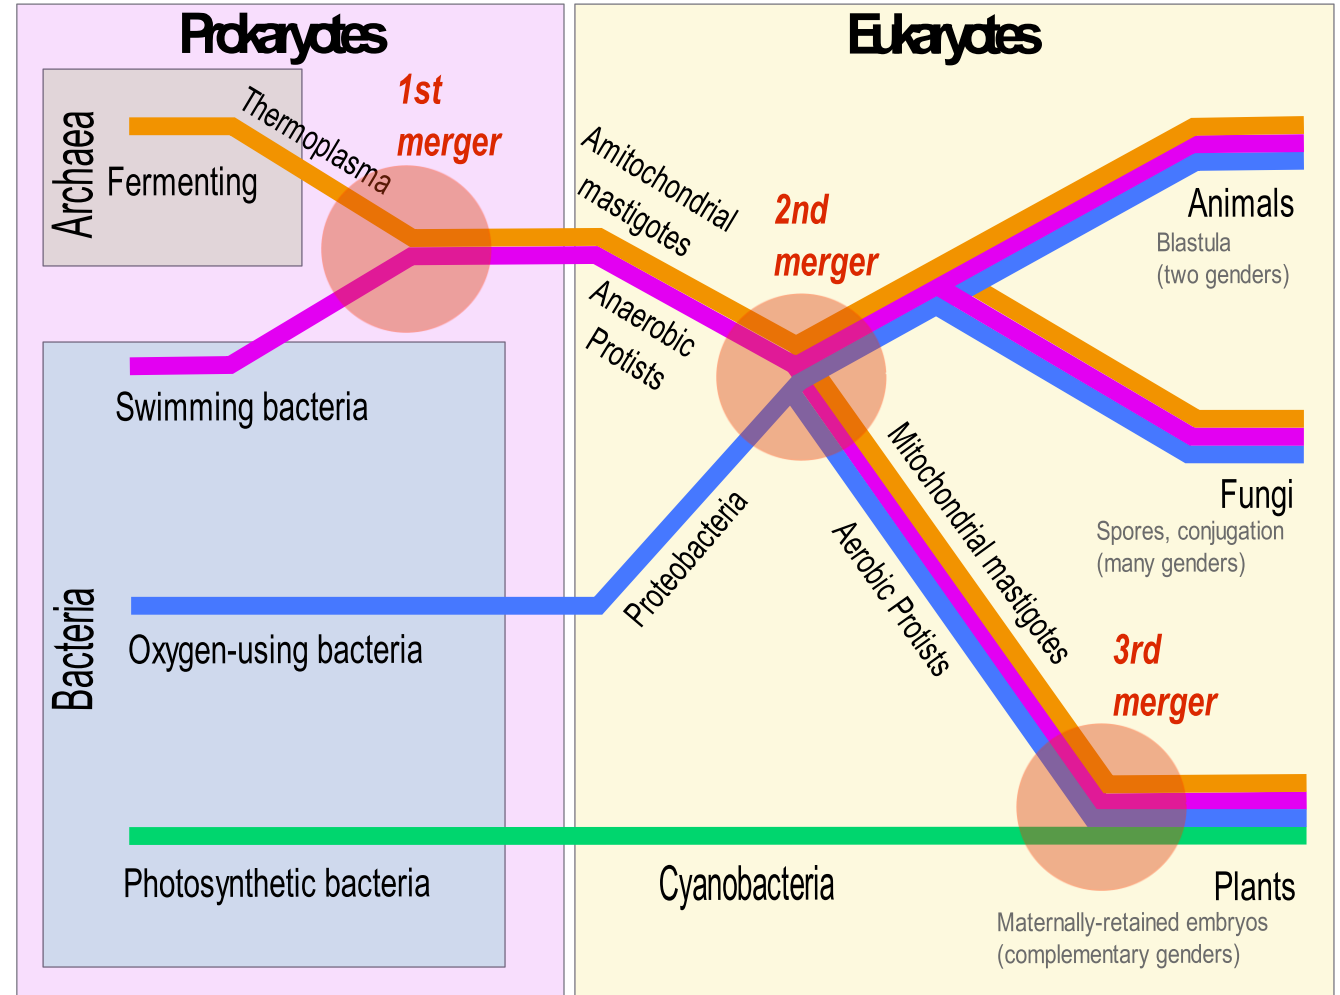 Prokaryotes
Eukaryotes
Archaea
Fermenting
Thermoplasma
1st
merger
Swimming bacteria
Amitochondrial
mastigotes
Anaerobic
Protists
2nd
merger
Animals
Blastula
(two genders)
Fungi
Spores, conjugation
(many genders)
Bacteria
Oxygen-using bacteria
Proteobacteria
Mitochondrial mastigotes
Aerobic Protists
3rd
merger
Photosynthetic bacteria
Cyanobacteria
Plants
Maternally-retained embryos
(complementary genders)